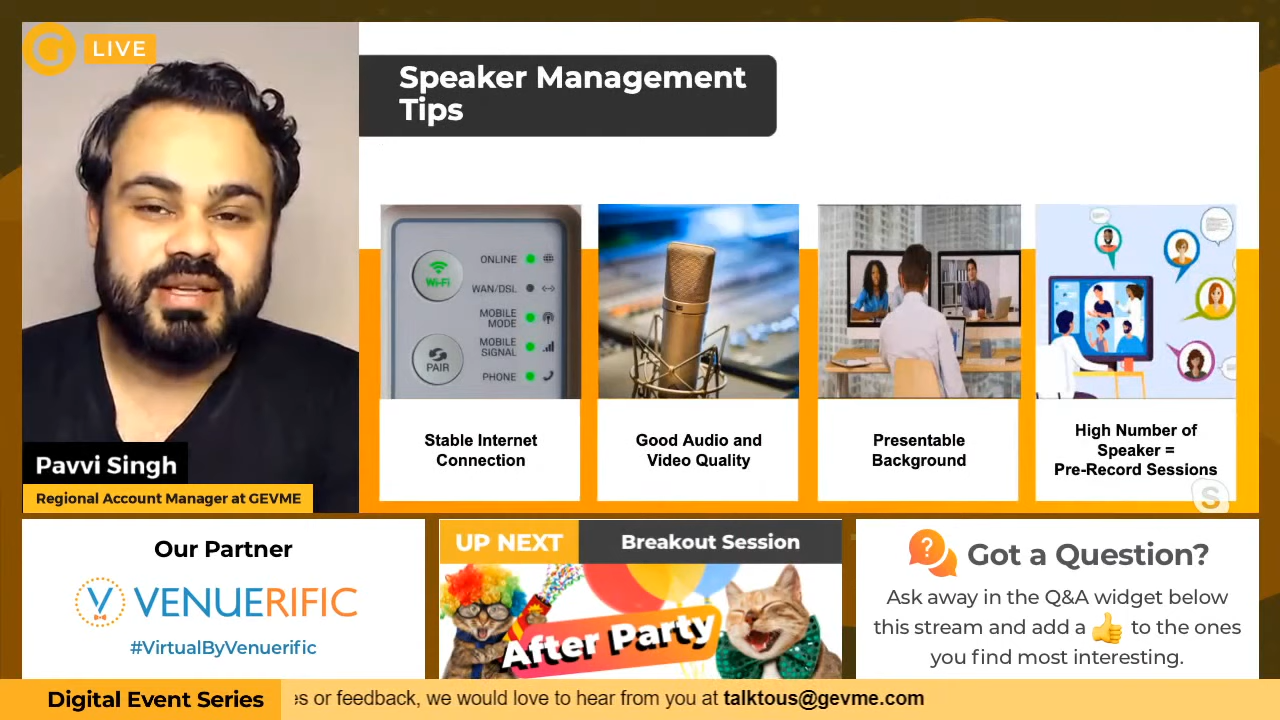 G LIVE
Speaker Management
Tips
Wi-Fi
PAIR
ONLINE
WAN/DSL
MOBILE
MODE
MOBILE
SIGNAL
PHONE
Stable Internet
Connection
Good Audio and
Video Quality
Presentable
Background
High Number of
Speaker =
Pre-Record Sessions
S
Pavvi Singh
Regional Account Manager at GEVME
Our Partner
V VENUERIFIC
#VirtualByVenuerific
UP NEXT Breakout Session
After Party
? Got a Question?
Ask away in the Q&A widget below
this stream and add a 👍 to the ones
you find most interesting.
Digital Event Series
s or feedback, we would love to hear from you at talktous@gevme.com